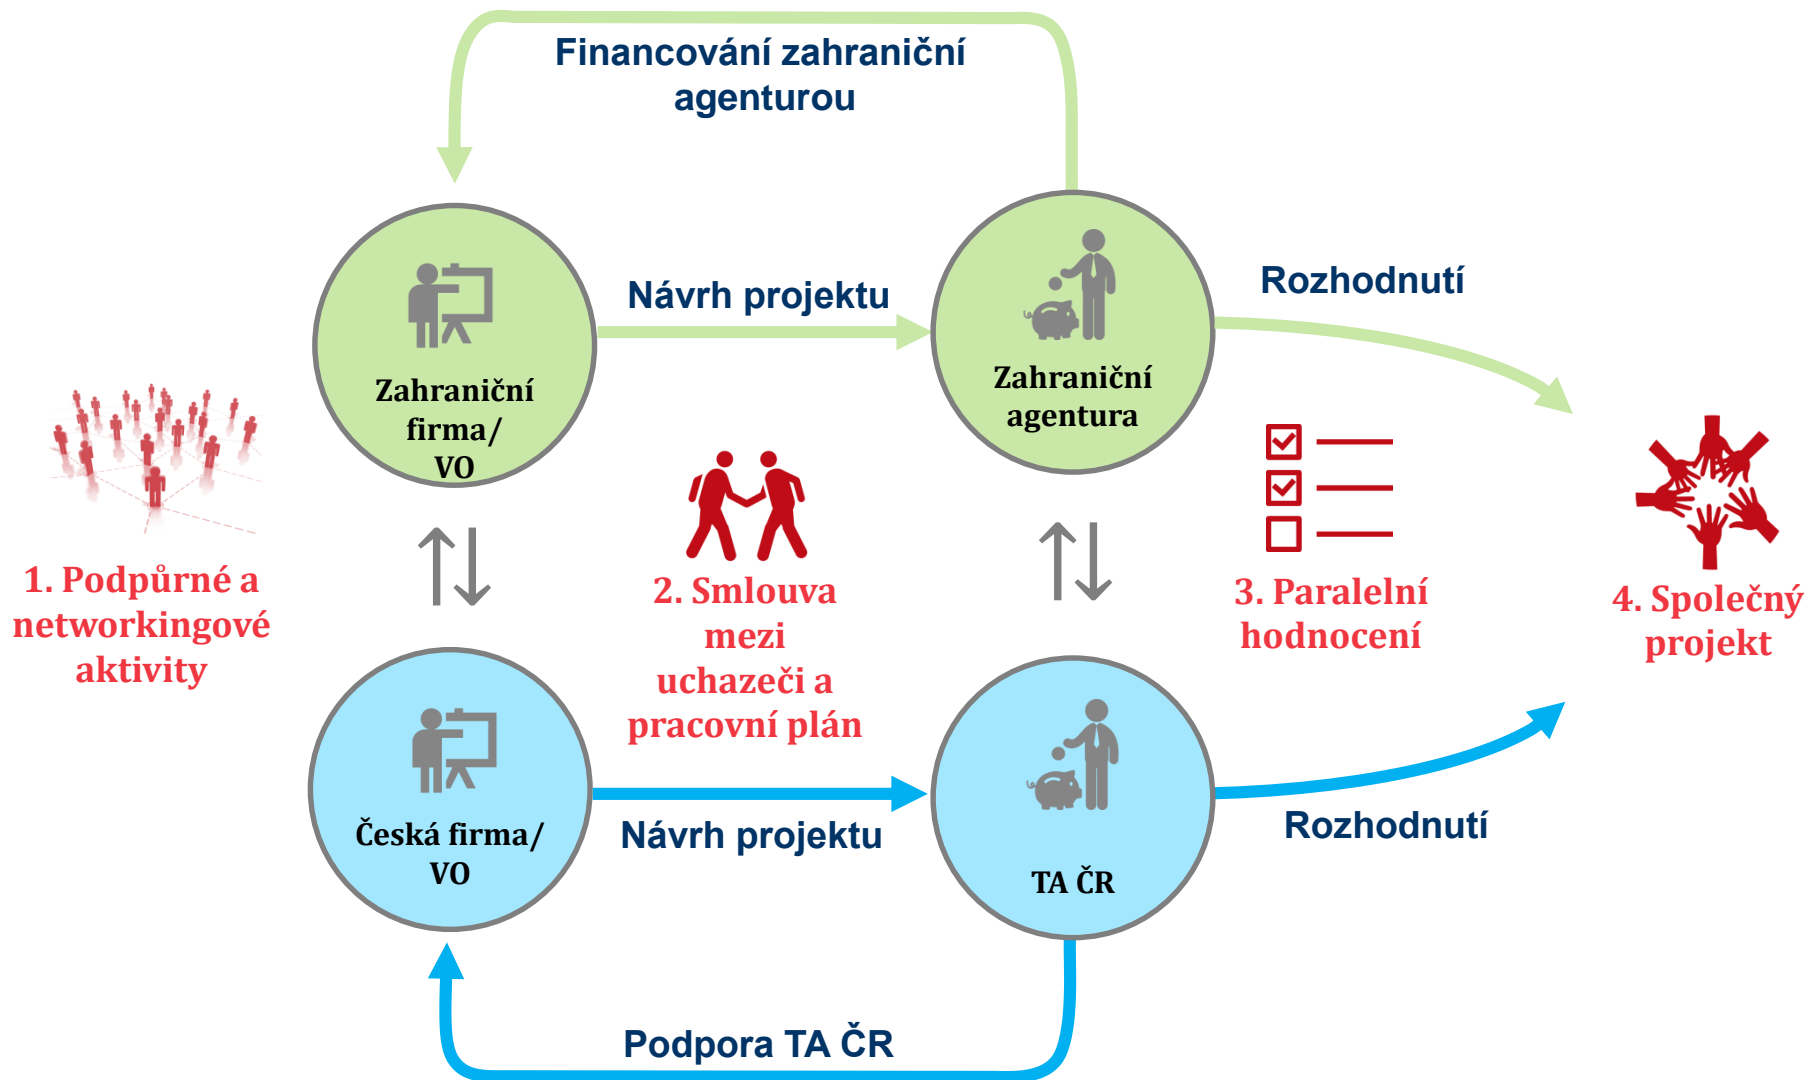 Financování zahraniční
agenturou
Návrh projektu
Rozhodnutí
Zahraniční
firma/
VO
Zahraniční
agentura
1. Podpůrné a
networkingové
aktivity
2. Smlouva
mezi
uchazeči a
pracovní plán
3. Paralelní
hodnocení
4. Společný
projekt
Česká firma/
VO
Návrh projektu
TA ČR
Rozhodnutí
Podpora TA ČR